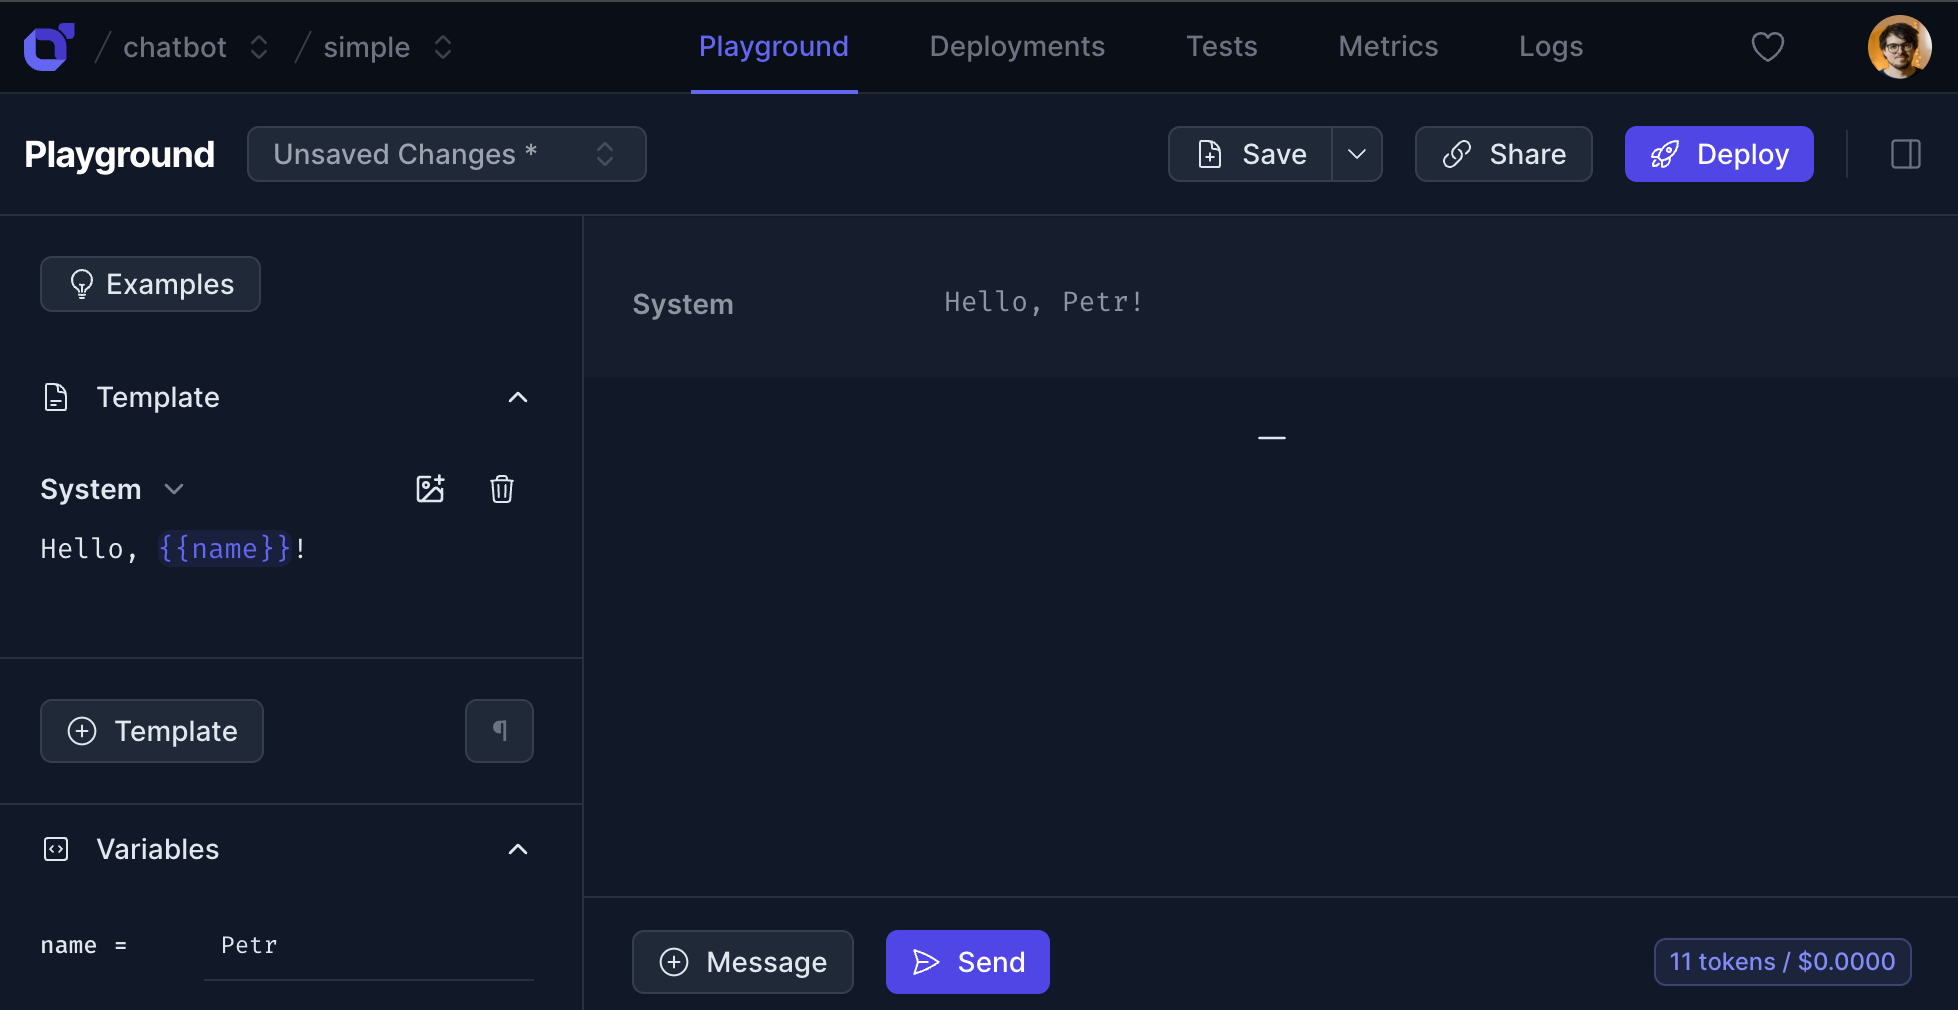 / chatbot / simple Playground Deployments Tests Metrics Logs
Playground Unsaved Changes * Save Share Deploy
Examples
System Hello, Petr!
Template
System
Hello, {{name}}!
Template ¶
Variables
name = Petr
Message Send 11 tokens / $0.0000